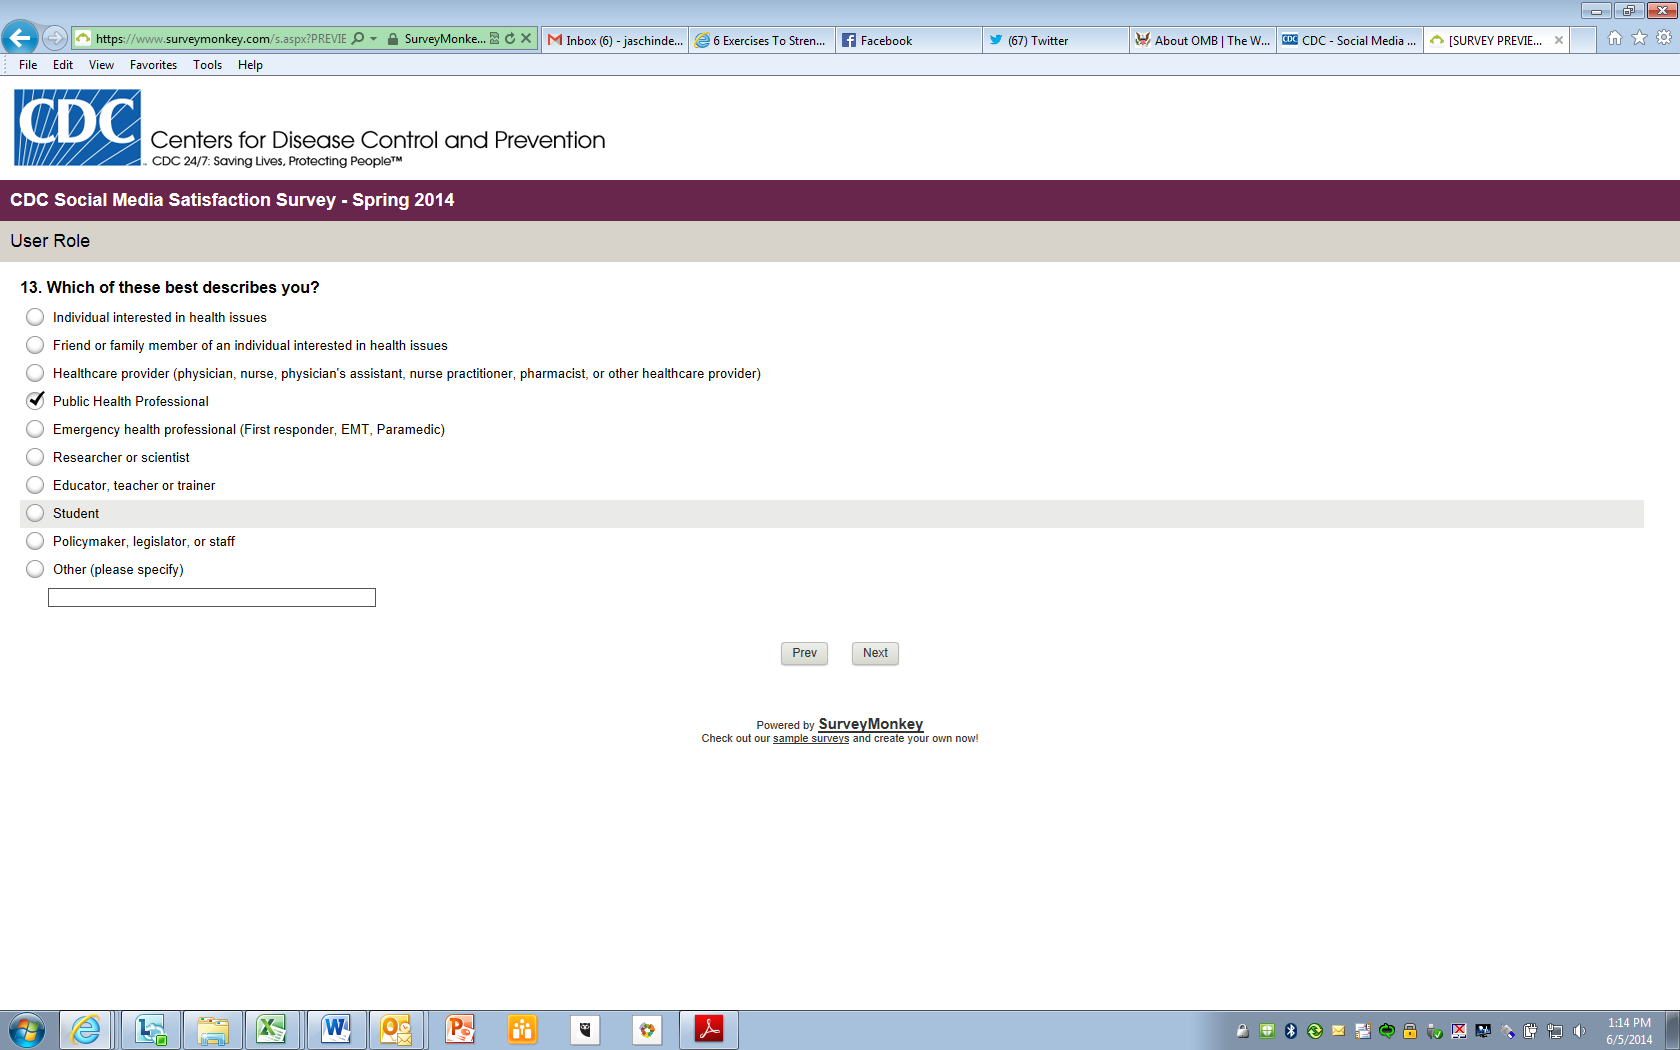 https://www.surveymonkey.com/s.aspx?PREVIE
SurveyMonke...
Inbox (6) - jaschinde...
6 Exercises To Stren...
Facebook
(67) Twitter
About OMB | The W...
CDC - Social Media ...
[SURVEY PREVIE...
File Edit View Favorites Tools Help
CDC
Centers for Disease Control and Prevention
CDC 24/7: Saving Lives, Protecting People™
CDC Social Media Satisfaction Survey - Spring 2014
User Role
13. Which of these best describes you?
Individual interested in health issues
Friend or family member of an individual interested in health issues
Healthcare provider (physician, nurse, physician's assistant, nurse practitioner, pharmacist, or other healthcare provider)
Public Health Professional
Emergency health professional (First responder, EMT, Paramedic)
Researcher or scientist
Educator, teacher or trainer
Student
Policymaker, legislator, or staff
Other (please specify)
Prev Next
Powered by SurveyMonkey
Check out our sample surveys and create your own now!
1:14 PM
6/5/2014